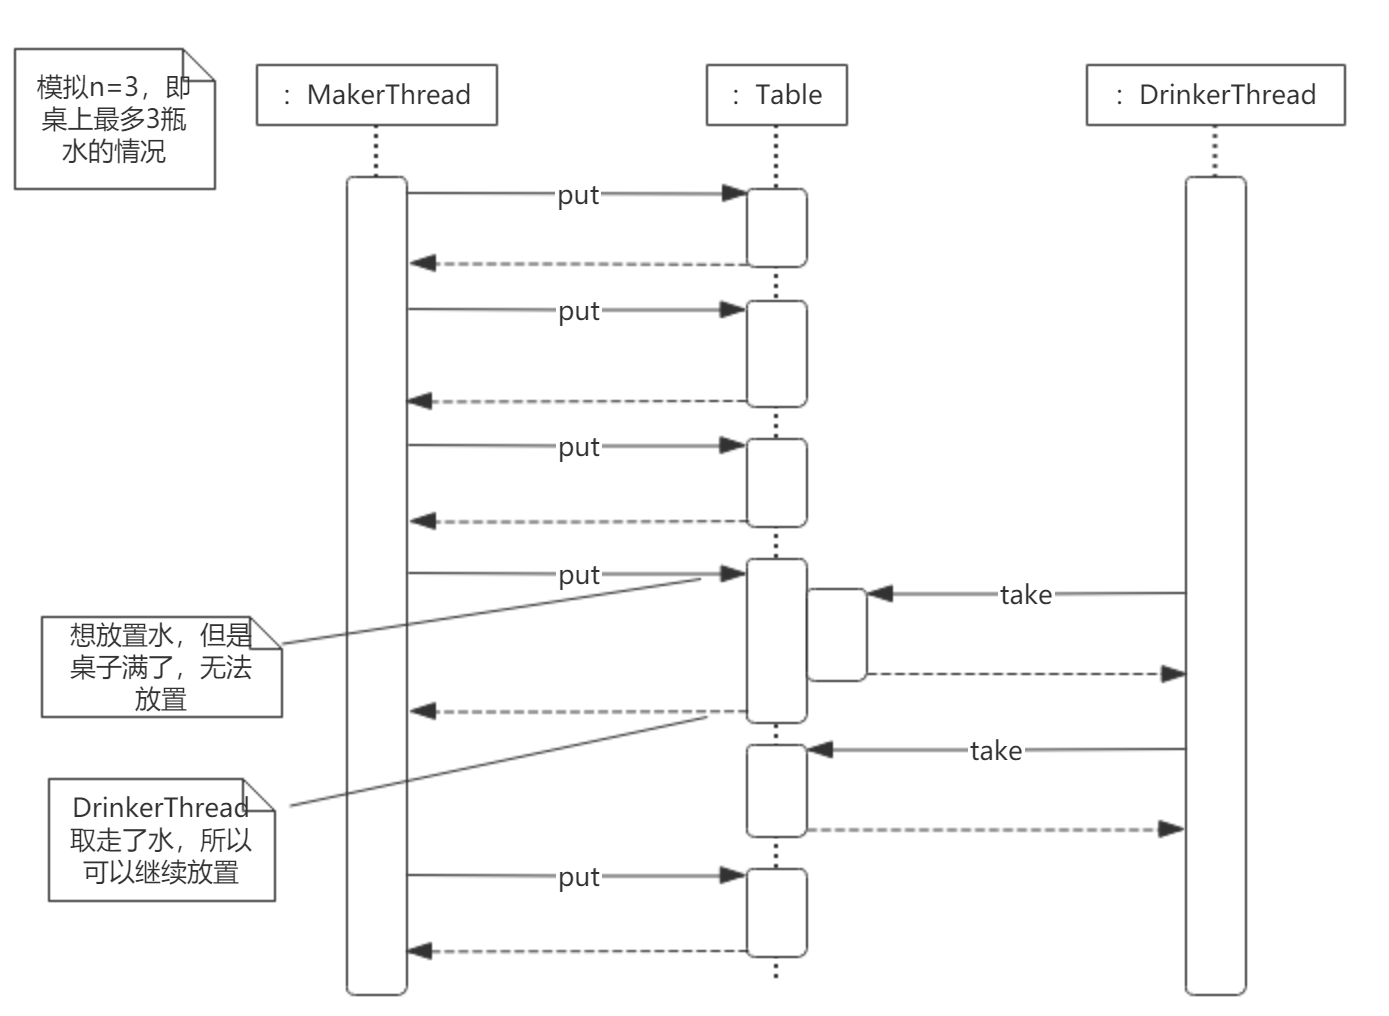 模拟n=3，即
桌上最多3瓶
水的情况
：MakerThread
：Table
：DrinkerThread
put
put
put
put
take
想放置水，但是
桌子满了，无法
放置
take
DrinkerThread
取走了水，所以
可以继续放置
put